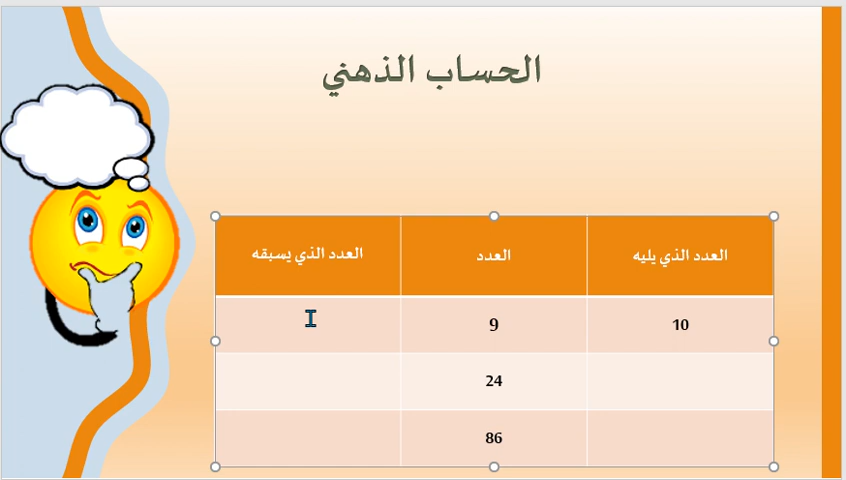 الحساب الذهني
العدد الذي يليه العدد العدد الذي يسبقه
10 9
24
86